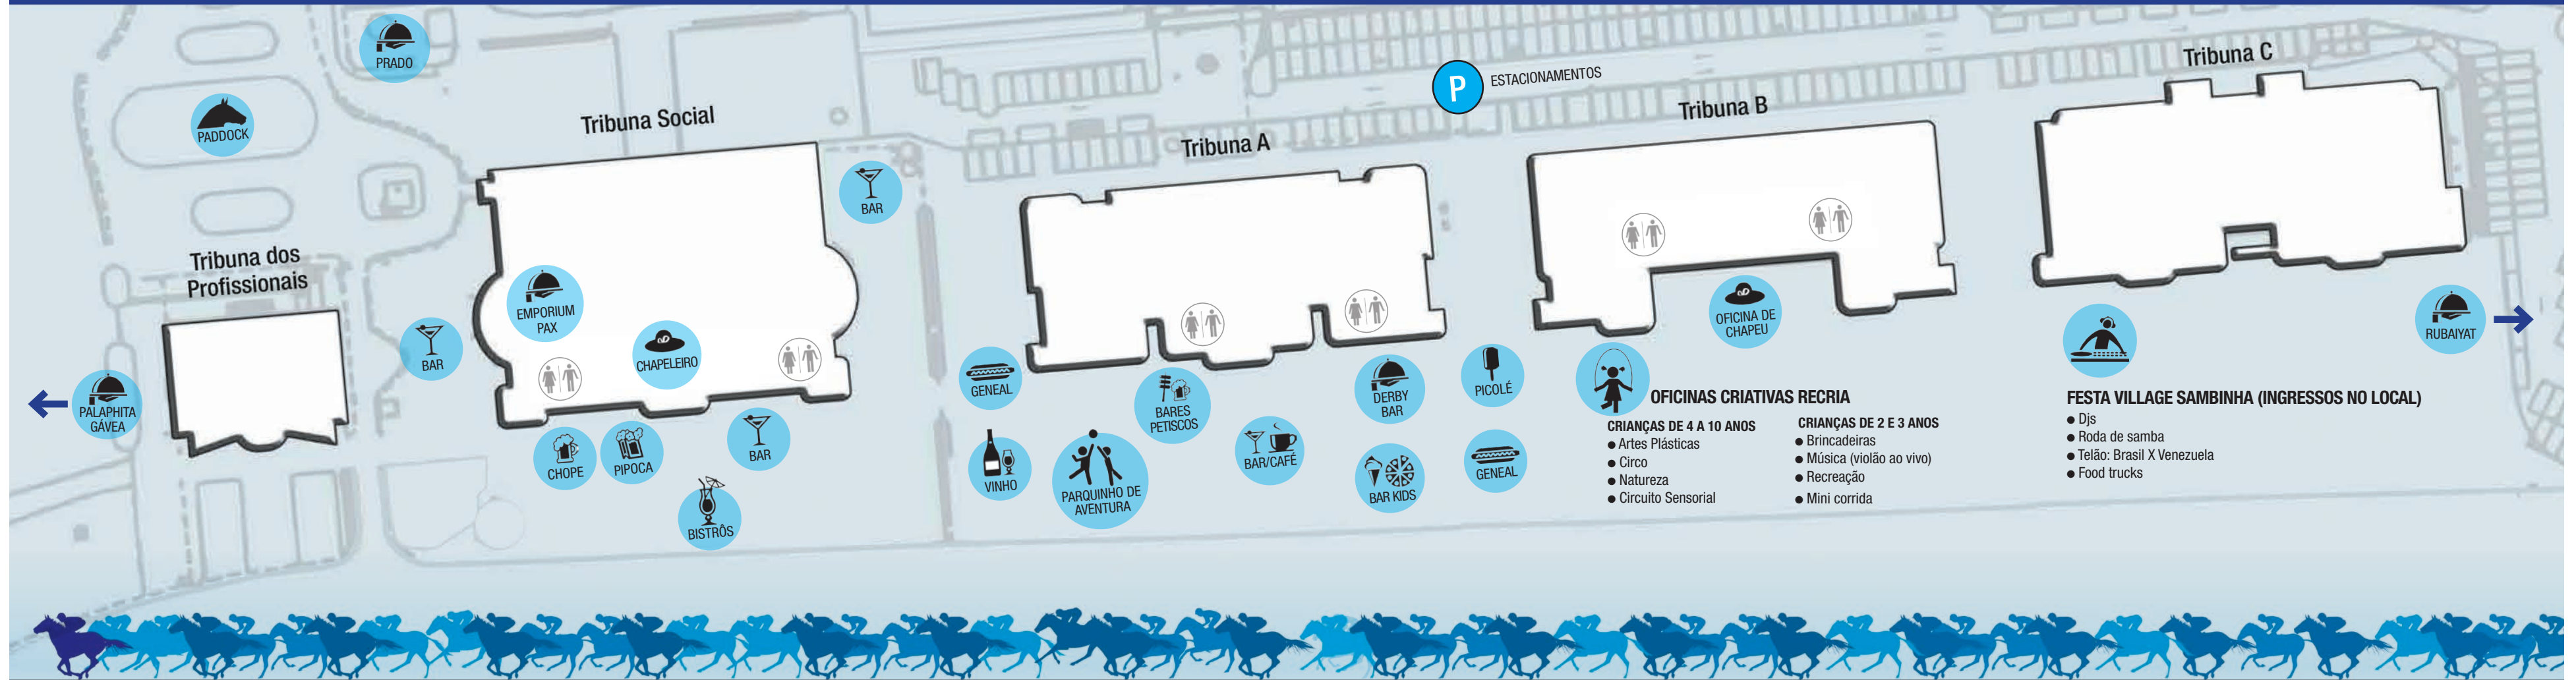 PRADO
PADDOCK
Tribuna dos
Profissionais
PALAPHITA
GÁVEA
Tribuna Social
BAR
EMPORIUM
PAX
CHAPELEIRO
BAR
CHOPE
PIPOCA
BAR
BISTRÔS
Tribuna A
GENEAL
VINHO
PARQUINHO DE
AVENTURA
BARES
PETISCOS
BAR/CAFÉ
DERBY
BAR
BAR KIDS
PICOLÉ
GENEAL
P
ESTACIONAMENTOS
Tribuna B
OFICINA DE
CHAPEU
OFICINAS CRIATIVAS RECRIA
CRIANÇAS DE 4 A 10 ANOS
● Artes Plásticas
● Circo
● Natureza
● Circuito Sensorial
CRIANÇAS DE 2 E 3 ANOS
● Brincadeiras
● Música (violão ao vivo)
● Recreação
● Mini corrida
Tribuna C
RUBAIYAT
FESTA VILLAGE SAMBINHA (INGRESSOS NO LOCAL)
● Djs
● Roda de samba
● Telão: Brasil X Venezuela
● Food trucks